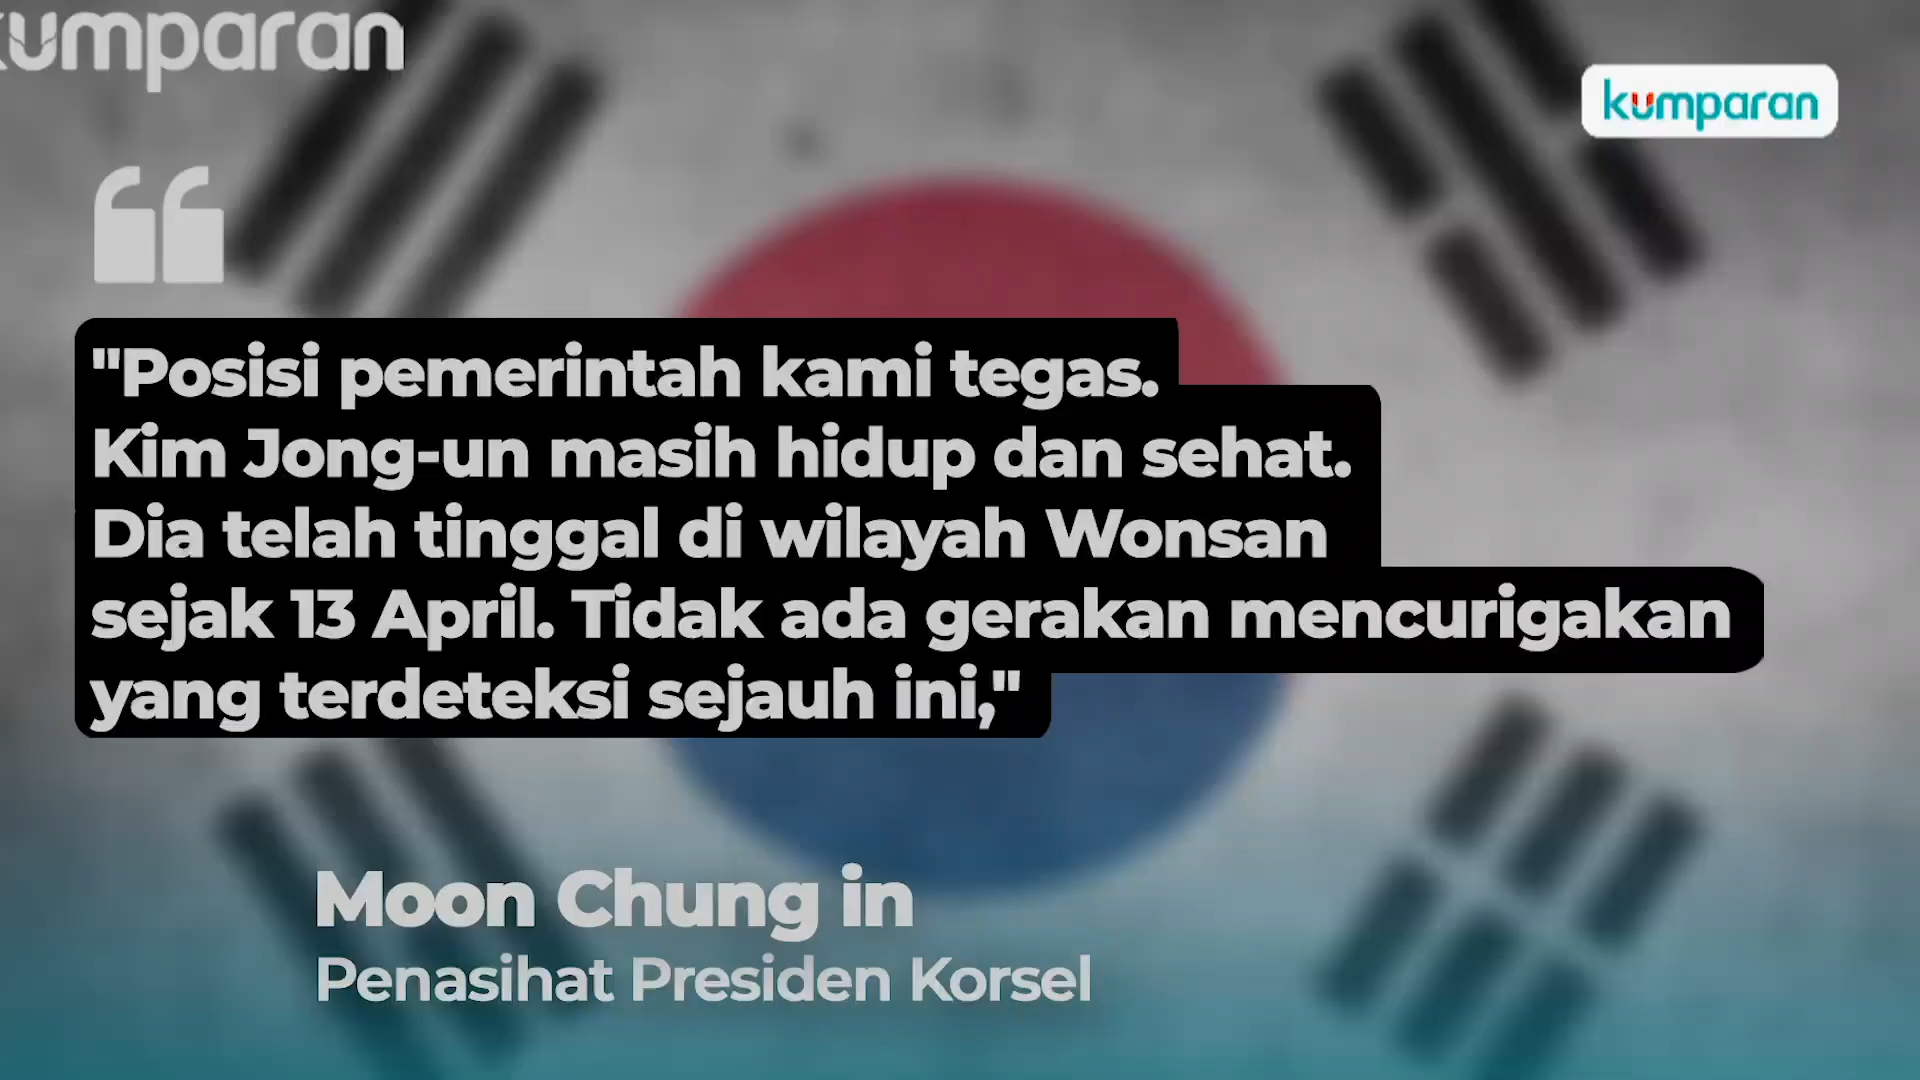 kumparan
kumparan
"Posisi pemerintah kami tegas.
Kim Jong-un masih hidup dan sehat.
Dia telah tinggal di wilayah Wonsan
sejak 13 April. Tidak ada gerakan mencurigakan
yang terdeteksi sejauh ini,"
Moon Chung in
Penasihat Presiden Korsel